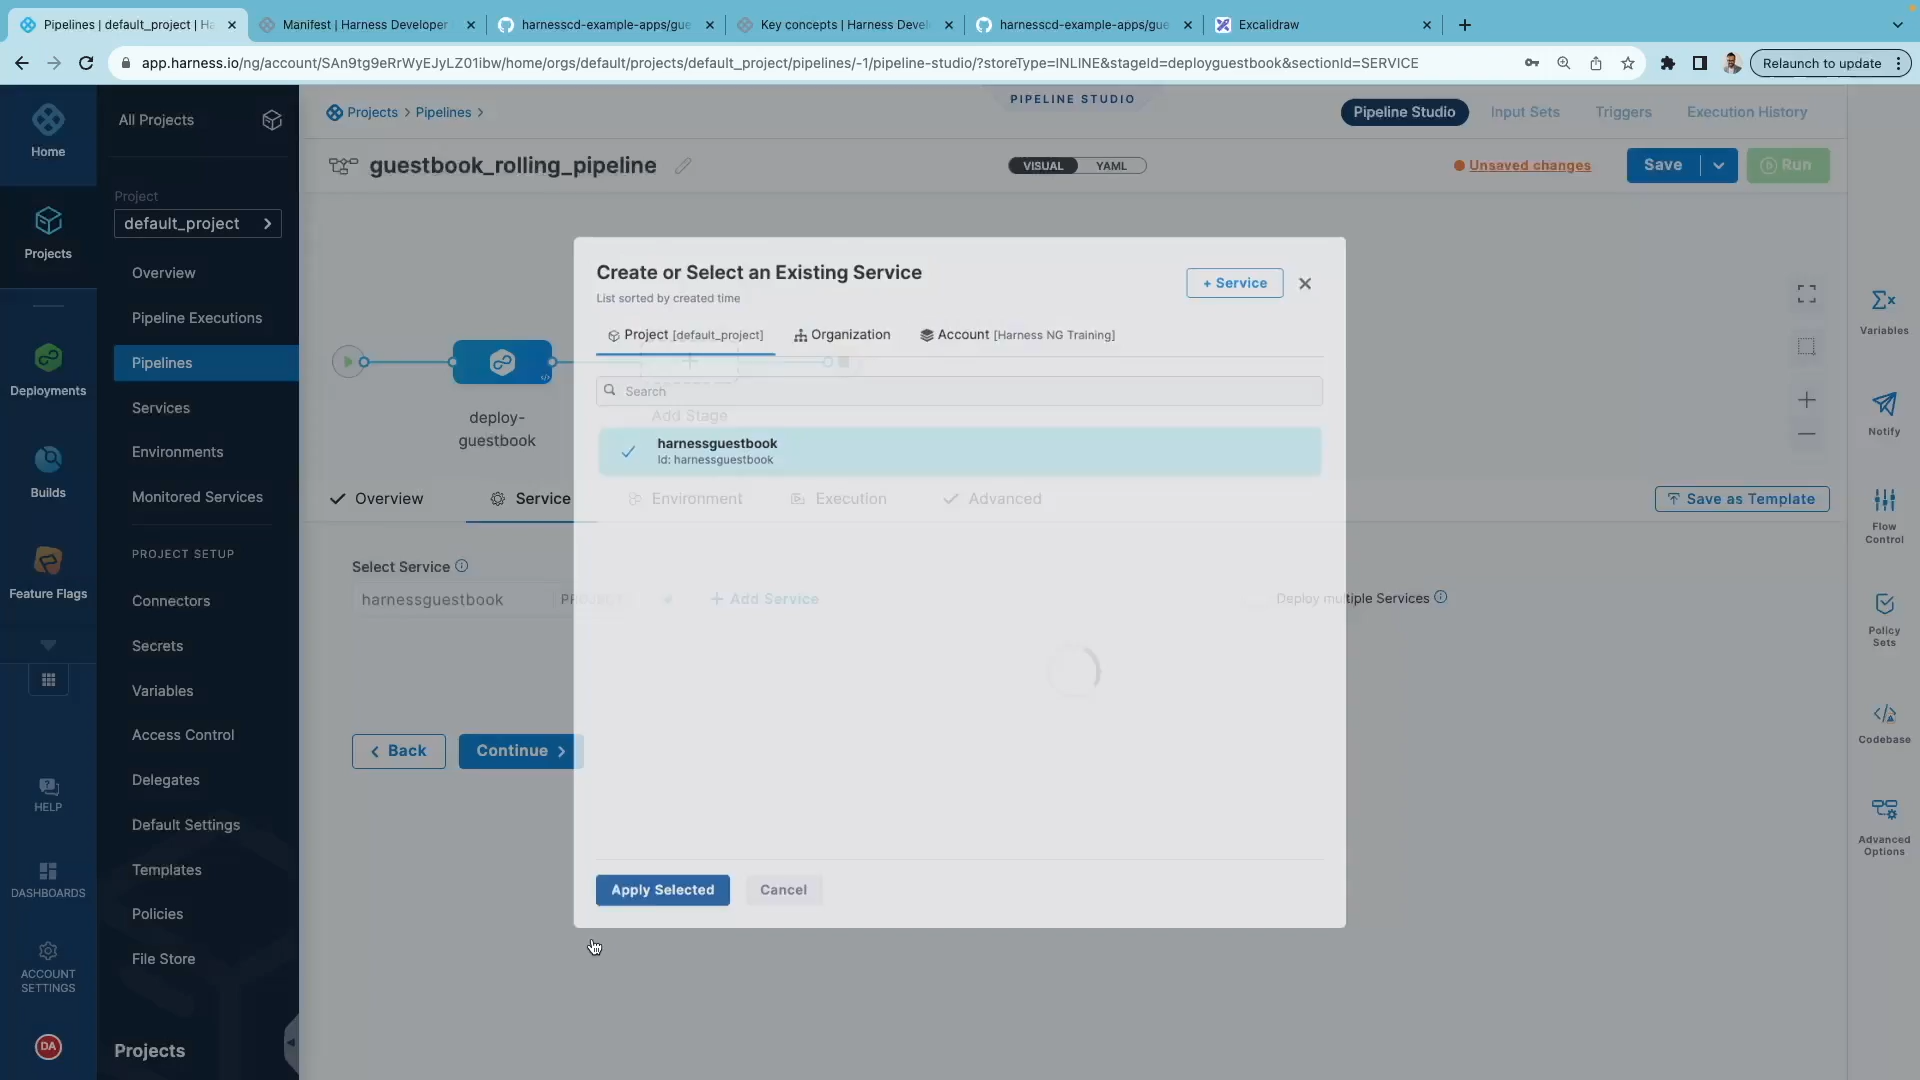 Pipelines | default_project | Ha
Manifest | Harness Developer
harnesscd-example-apps/gue
Key concepts | Harness Devel
harnesscd-example-apps/gue
Excalidraw
app.harness.io/ng/account/SAn9tg9eRrWyEJyLZ01ibw/home/orgs/default/projects/default_project/pipelines/-1/pipeline-studio/?storeType=INLINE&stageId=deployguestbook&sectionId=SERVICE
Relaunch to update
Home
Projects
Deployments
Builds
Feature Flags
HELP
DASHBOARDS
ACCOUNT SETTINGS
DA
All Projects
Project
default_project
Overview
Pipeline Executions
Pipelines
Services
Environments
Monitored Services
PROJECT SETUP
Connectors
Secrets
Variables
Access Control
Delegates
Default Settings
Templates
Policies
File Store
Projects
Projects > Pipelines >
PIPELINE STUDIO
Pipeline Studio
Input Sets
Triggers
Execution History
guestbook_rolling_pipeline
VISUAL
YAML
Unsaved changes
Save
Run
deploy-
guestbook
Add Stage
Create or Select an Existing Service
List sorted by created time
+ Service
Project [default_project]
Organization
Account [Harness NG Training]
Search
harnessguestbook
Id: harnessguestbook
Overview
Service
Environment
Execution
Advanced
Save as Template
Select Service
harnessguestbook
+ Add Service
Deploy multiple Services
Back
Continue
Apply Selected
Cancel
Variables
Notify
Flow
Control
Policy
Sets
Codebase
Advanced
Options